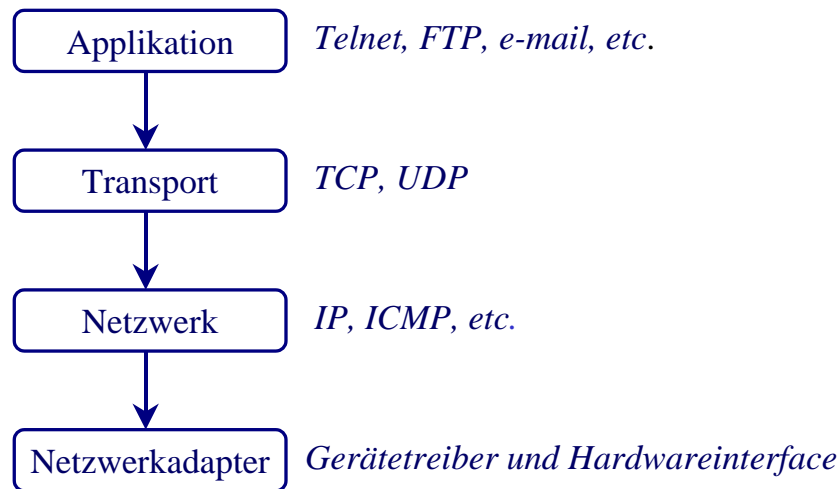 Applikation
Telnet, FTP, e-mail, etc.
Transport
TCP, UDP
Netzwerk
IP, ICMP, etc.
Netzwerkadapter
Gerätetreiber und Hardwareinterface